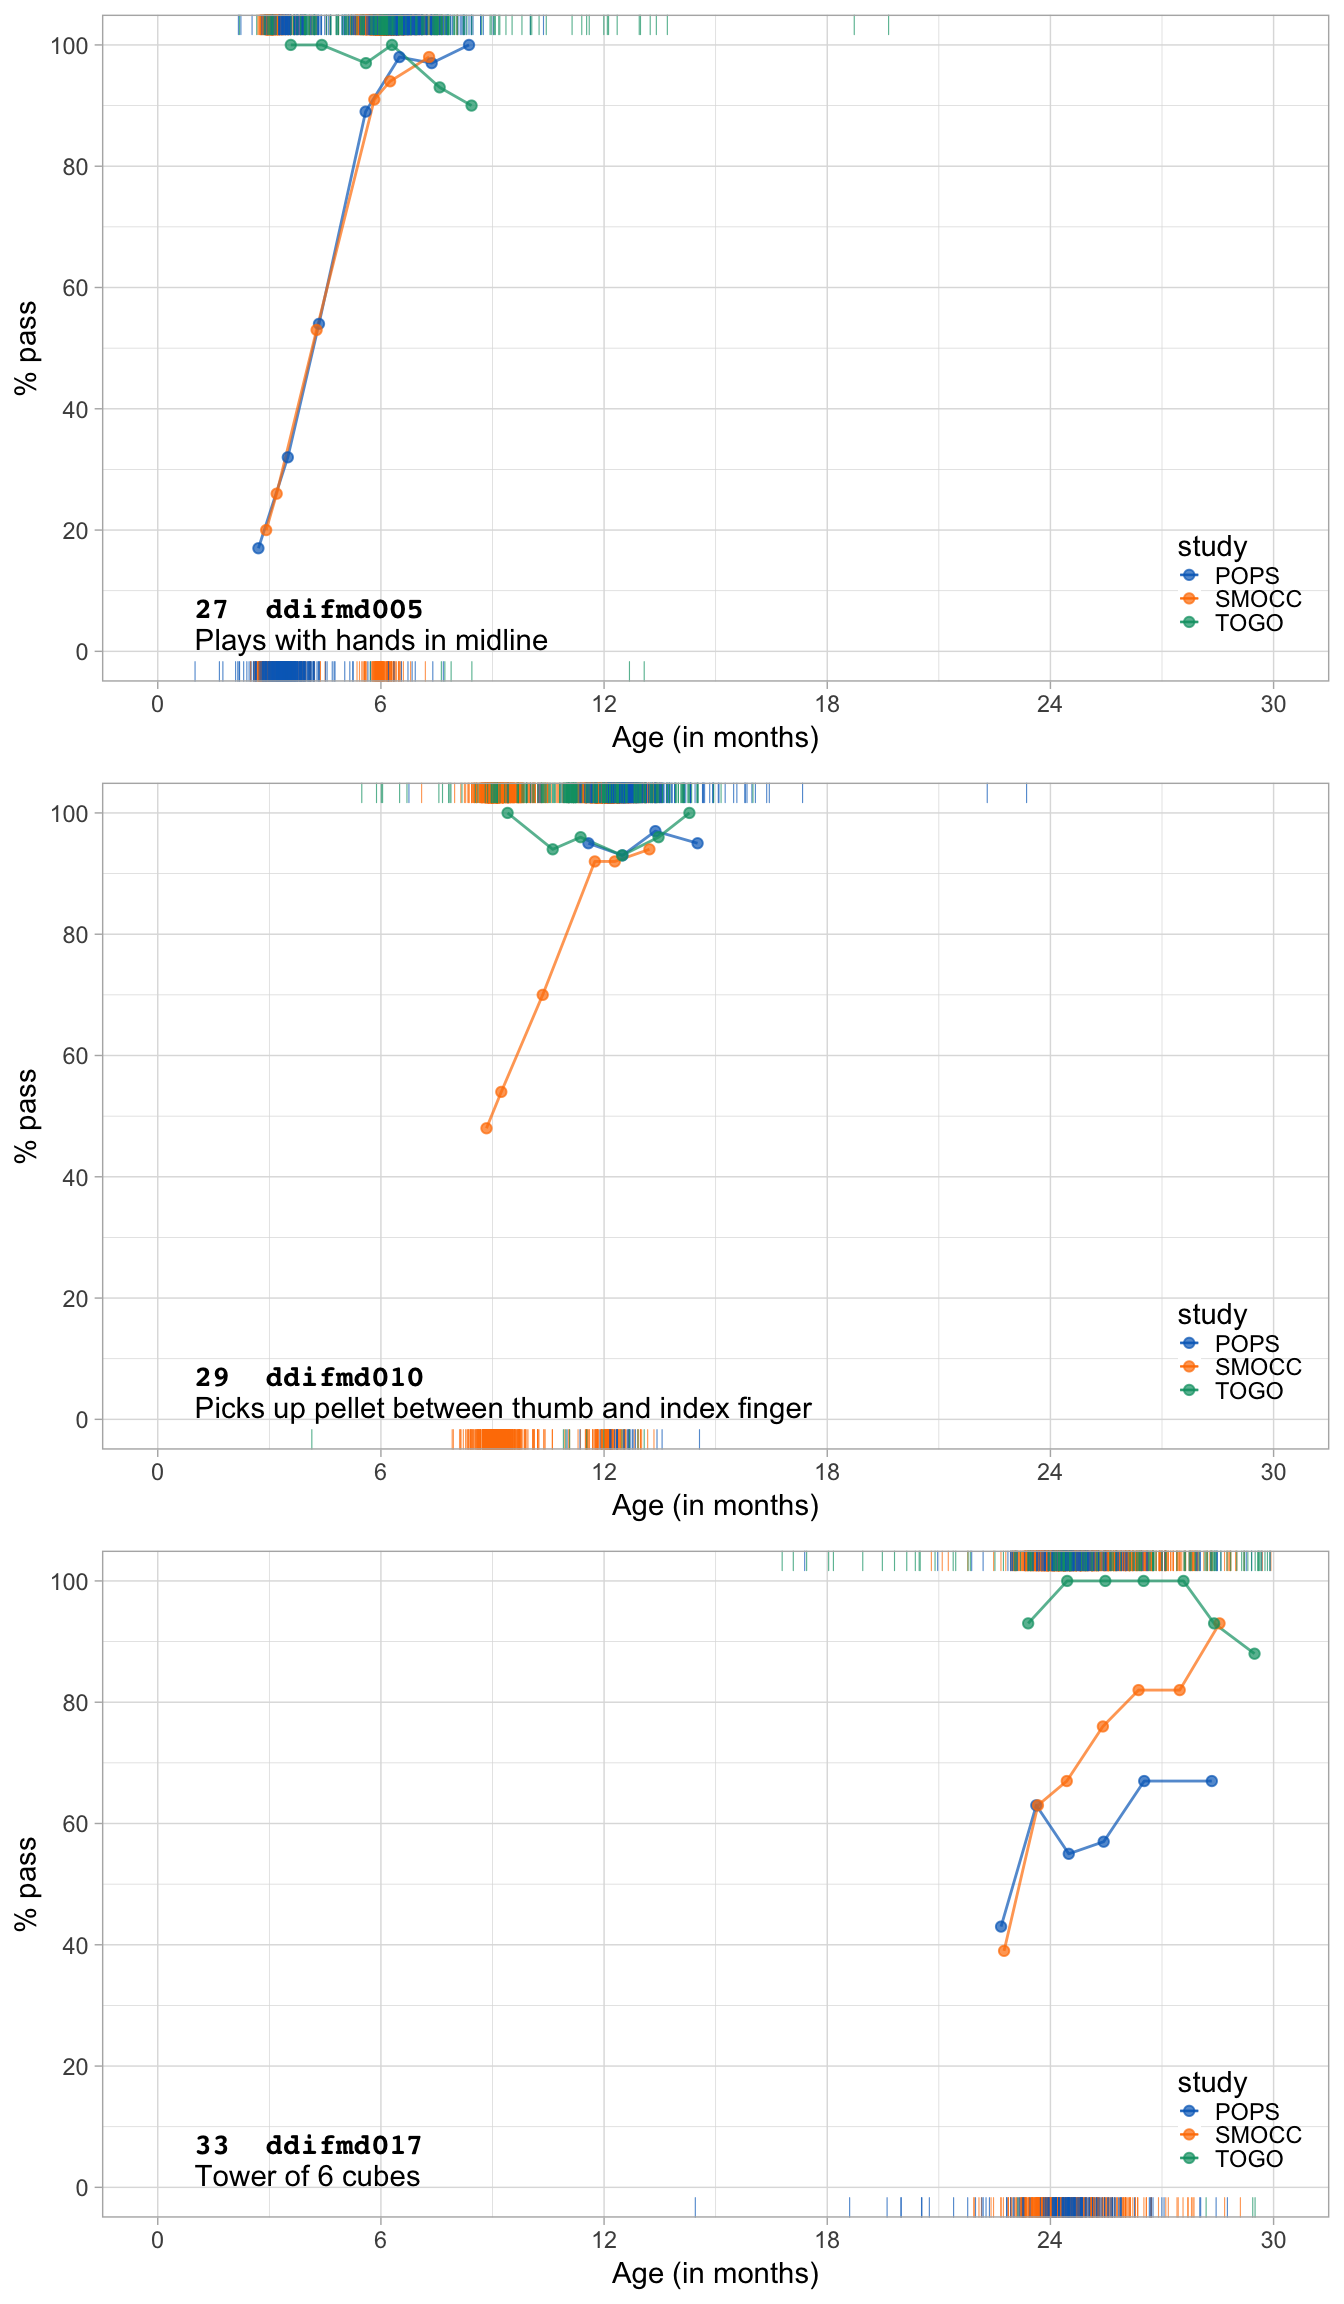 100
80
60
40
20
0
% pass
study
POPS
SMOCC
TOGO
27 ddifmd005
Plays with hands in midline
0 6 12 18 24 30
Age (in months)
100
80
60
40
20
0
% pass
study
POPS
SMOCC
TOGO
29 ddifmd010
Picks up pellet between thumb and index finger
0 6 12 18 24 30
Age (in months)
100
80
60
40
20
0
% pass
study
POPS
SMOCC
TOGO
33 ddifmd017
Tower of 6 cubes
0 6 12 18 24 30
Age (in months)